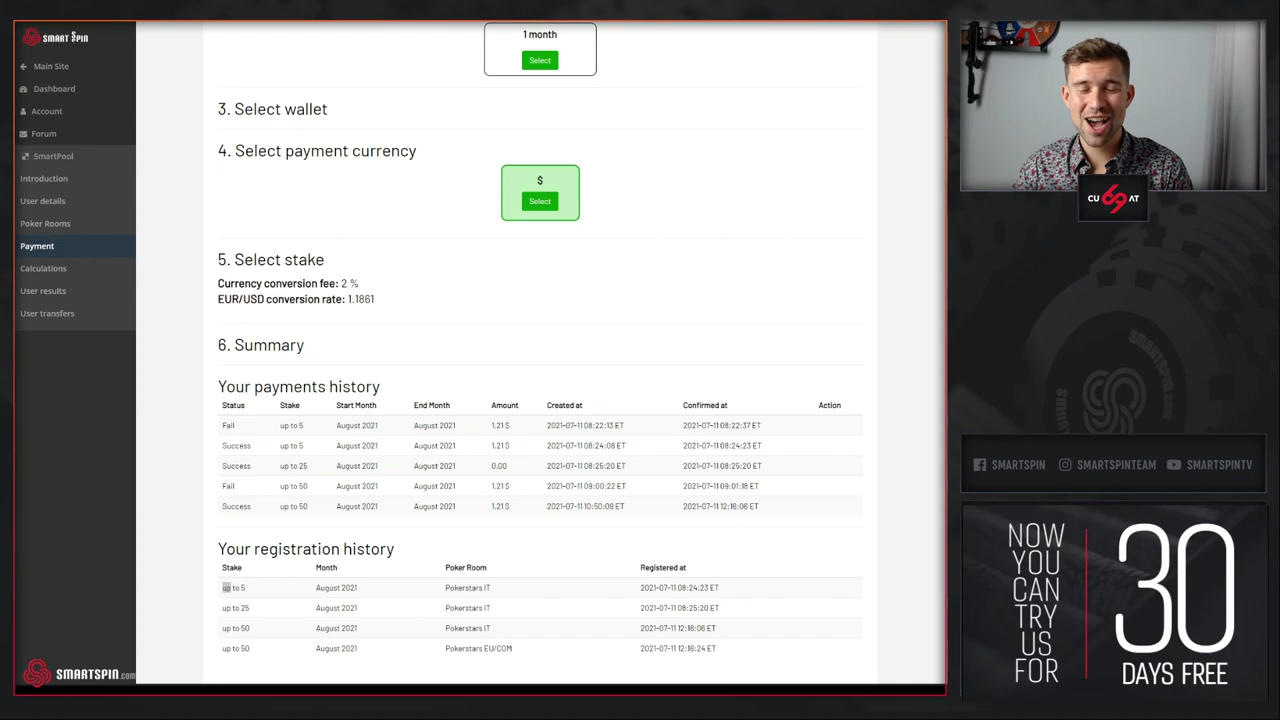 SMART SPIN
Main Site
Dashboard
Account
Forum
SmartPool
Introduction
User details
Poker Rooms
Payment
Calculations
User results
User transfers
SMARTSPIN.com
1 month
Select
3. Select wallet
4. Select payment currency
$
Select
5. Select stake
Currency conversion fee: 2 %
EUR/USD conversion rate: 1.1861
6. Summary
Your payments history
Status Stake Start Month End Month Amount Created at Confirmed at Action
Fail up to 5 August 2021 August 2021 1.21 $ 2021-07-11 08:22:13 ET 2021-07-11 08:22:37 ET
Success up to 5 August 2021 August 2021 1.21 $ 2021-07-11 08:24:08 ET 2021-07-11 08:24:23 ET
Success up to 25 August 2021 August 2021 0.00 2021-07-11 08:25:20 ET 2021-07-11 08:25:20 ET
Fail up to 50 August 2021 August 2021 1.21 $ 2021-07-11 09:00:22 ET 2021-07-11 09:01:18 ET
Success up to 50 August 2021 August 2021 1.21 $ 2021-07-11 10:50:09 ET 2021-07-11 12:16:06 ET
Your registration history
Stake Month Poker Room Registered at
up to 5 August 2021 Pokerstars IT 2021-07-11 08:24:23 ET
up to 25 August 2021 Pokerstars IT 2021-07-11 08:25:20 ET
up to 50 August 2021 Pokerstars IT 2021-07-11 12:16:06 ET
up to 50 August 2021 Pokerstars EU/COM 2021-07-11 12:16:24 ET
CU 69 AT
SMARTSPIN
SMARTSPIN
SMARTSPINTEAM
SMARTSPINTV
NOW
YOU
CAN
TRY
US
FOR
30
DAYS FREE